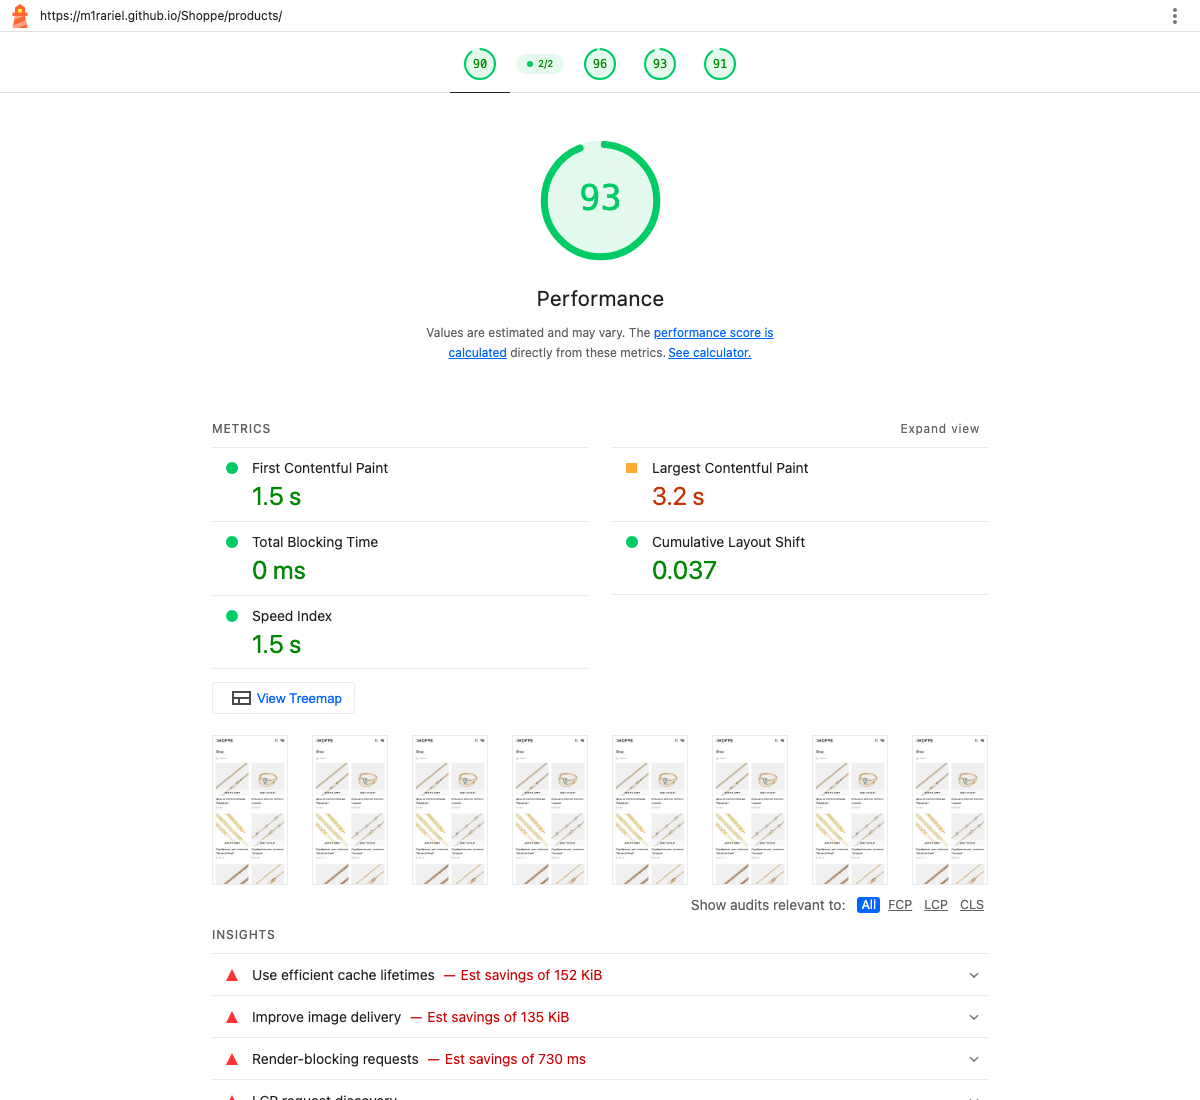 https://m1rariel.github.io/Shoppe/products/
90
2/2
96
93
91
93
Performance
Values are estimated and may vary. The performance score is
calculated directly from these metrics. See calculator.
METRICS
Expand view
First Contentful Paint
1.5 s
Largest Contentful Paint
3.2 s
Total Blocking Time
0 ms
Cumulative Layout Shift
0.037
Speed Index
1.5 s
View Treemap
Show audits relevant to: All FCP LCP CLS
INSIGHTS
Use efficient cache lifetimes — Est savings of 152 KiB
Improve image delivery — Est savings of 135 KiB
Render-blocking requests — Est savings of 730 ms
LCP request discovery